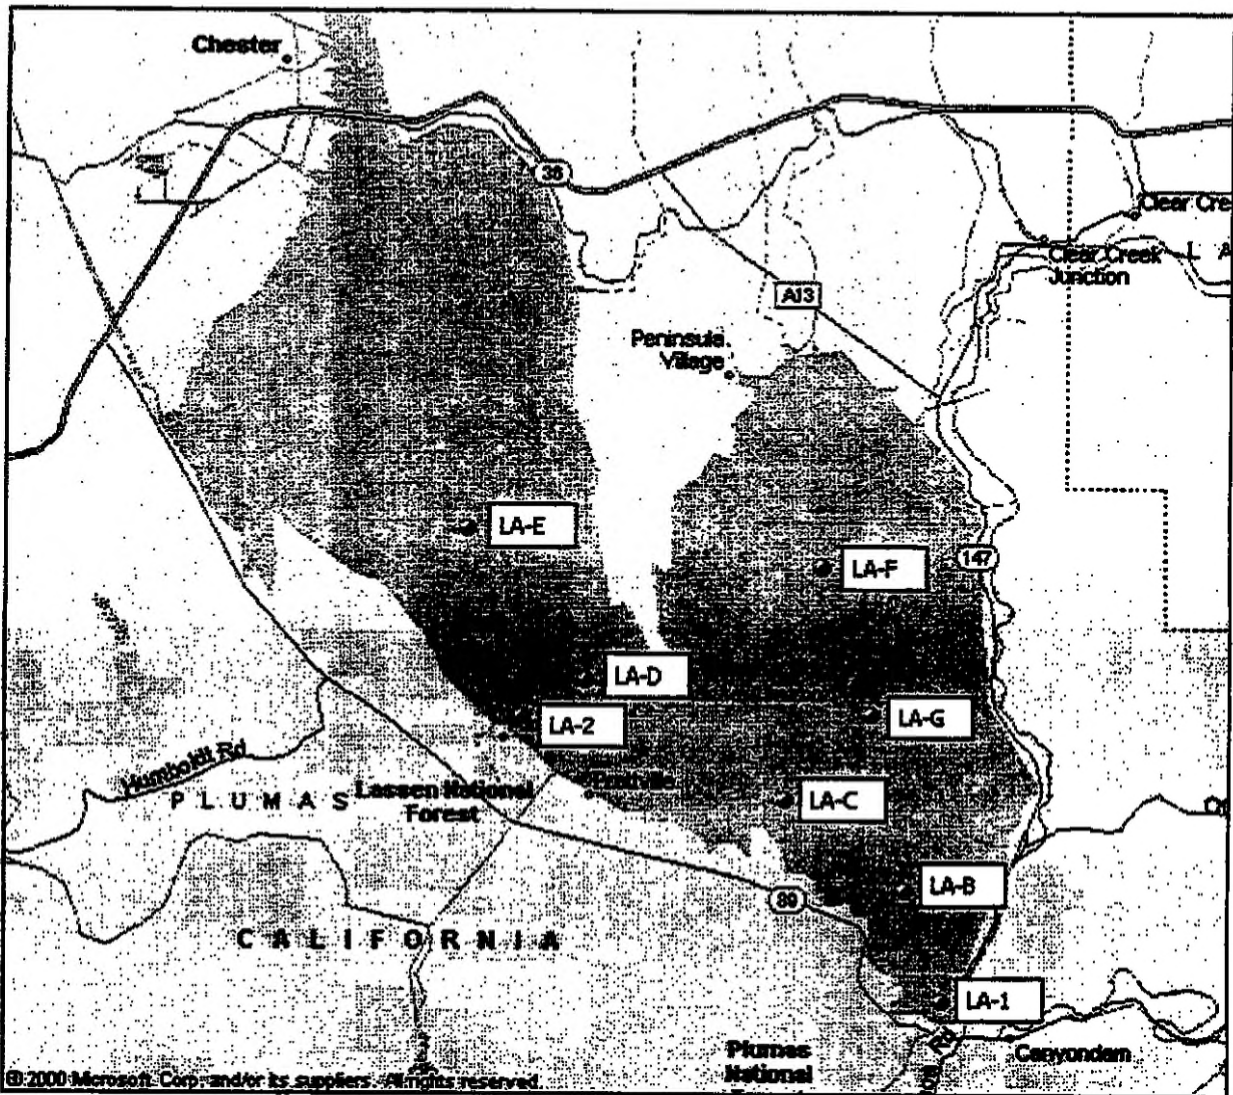 Chester
36
Clear Cre
L A
Clear Creek
Junction
A13
Peninsula
Village
LA-E
LA-F
147
LA-D
LA-2
LA-G
Humboldt Rd
Prattville
P L U M A S
Lassen National
Forest
LA-C
LA-B
89
C A L I F O R N I A
LA-1
Plumas
National
Rd
Canyondam
© 2000 Microsoft Corp. and/or its suppliers. All rights reserved.